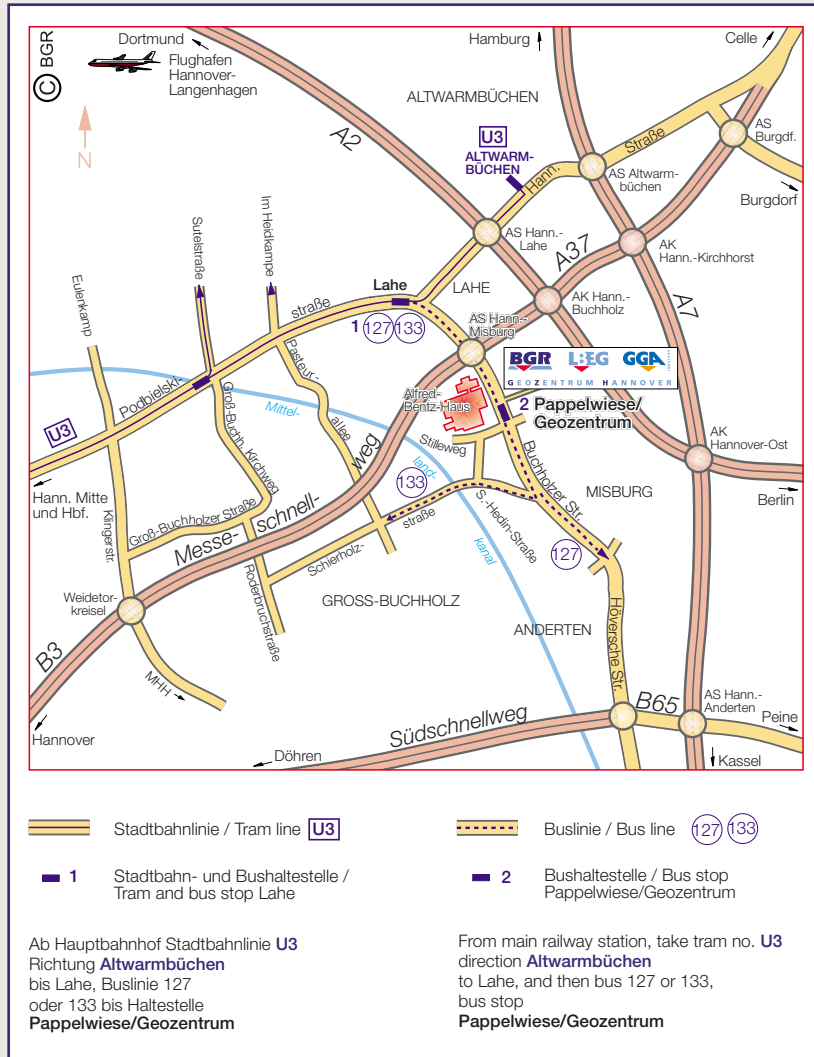 © BGR
Dortmund
Flughafen
Hannover-
Langenhagen
Hamburg
Celle
N
A2
ALTWARMBÜCHEN
U3
ALTWARM-
BÜCHEN
Hann.
Straße
AS
Burgdf.
AS Altwarm-
büchen
Burgdorf
Sutelstraße
Im Heidkampe
Eulenkamp
AS Hann.-
Lahe
A37
AK
Hann.-Kirchhorst
Lahe
LAHE
straße
1 127 133
AS Hann.-
Misburg
AK Hann.-
Buchholz
A7
Pasteur-
allee
BGR LBEG GGA
INSTITUT
GEOZENTRUM HANNOVER
Podbielski-
Mittel-
Alfred-
Bentz-Haus
2 Pappelwiese/
Geozentrum
U3
Groß-Buchh. Kirchweg
Stilleweg
AK
Hannover-Ost
weg
land-
Buchholzer Str.
Hann. Mitte
und Hbf.
133
MISBURG
Berlin
Klingerstr.
Groß-Buchholzer Straße
Messe-
schnell-
straße
S.-Hedin-Straße
kanal
127
Schierholz-
Roderbruchstraße
Weidetor-
kreisel
GROSS-BUCHHOLZ
ANDERTEN
Höversche Str.
B3
MHH
Südschnellweg
B65
AS Hann.-
Anderten
Peine
Hannover
Döhren
Kassel
Stadtbahnlinie / Tram line U3
Buslinie / Bus line 127 133
1 Stadtbahn- und Bushaltestelle /
Tram and bus stop Lahe
2 Bushaltestelle / Bus stop
Pappelwiese/Geozentrum
Ab Hauptbahnhof Stadtbahnlinie U3
Richtung Altwarmbüchen
bis Lahe, Buslinie 127
oder 133 bis Haltestelle
Pappelwiese/Geozentrum
From main railway station, take tram no. U3
direction Altwarmbüchen
to Lahe, and then bus 127 or 133,
bus stop
Pappelwiese/Geozentrum